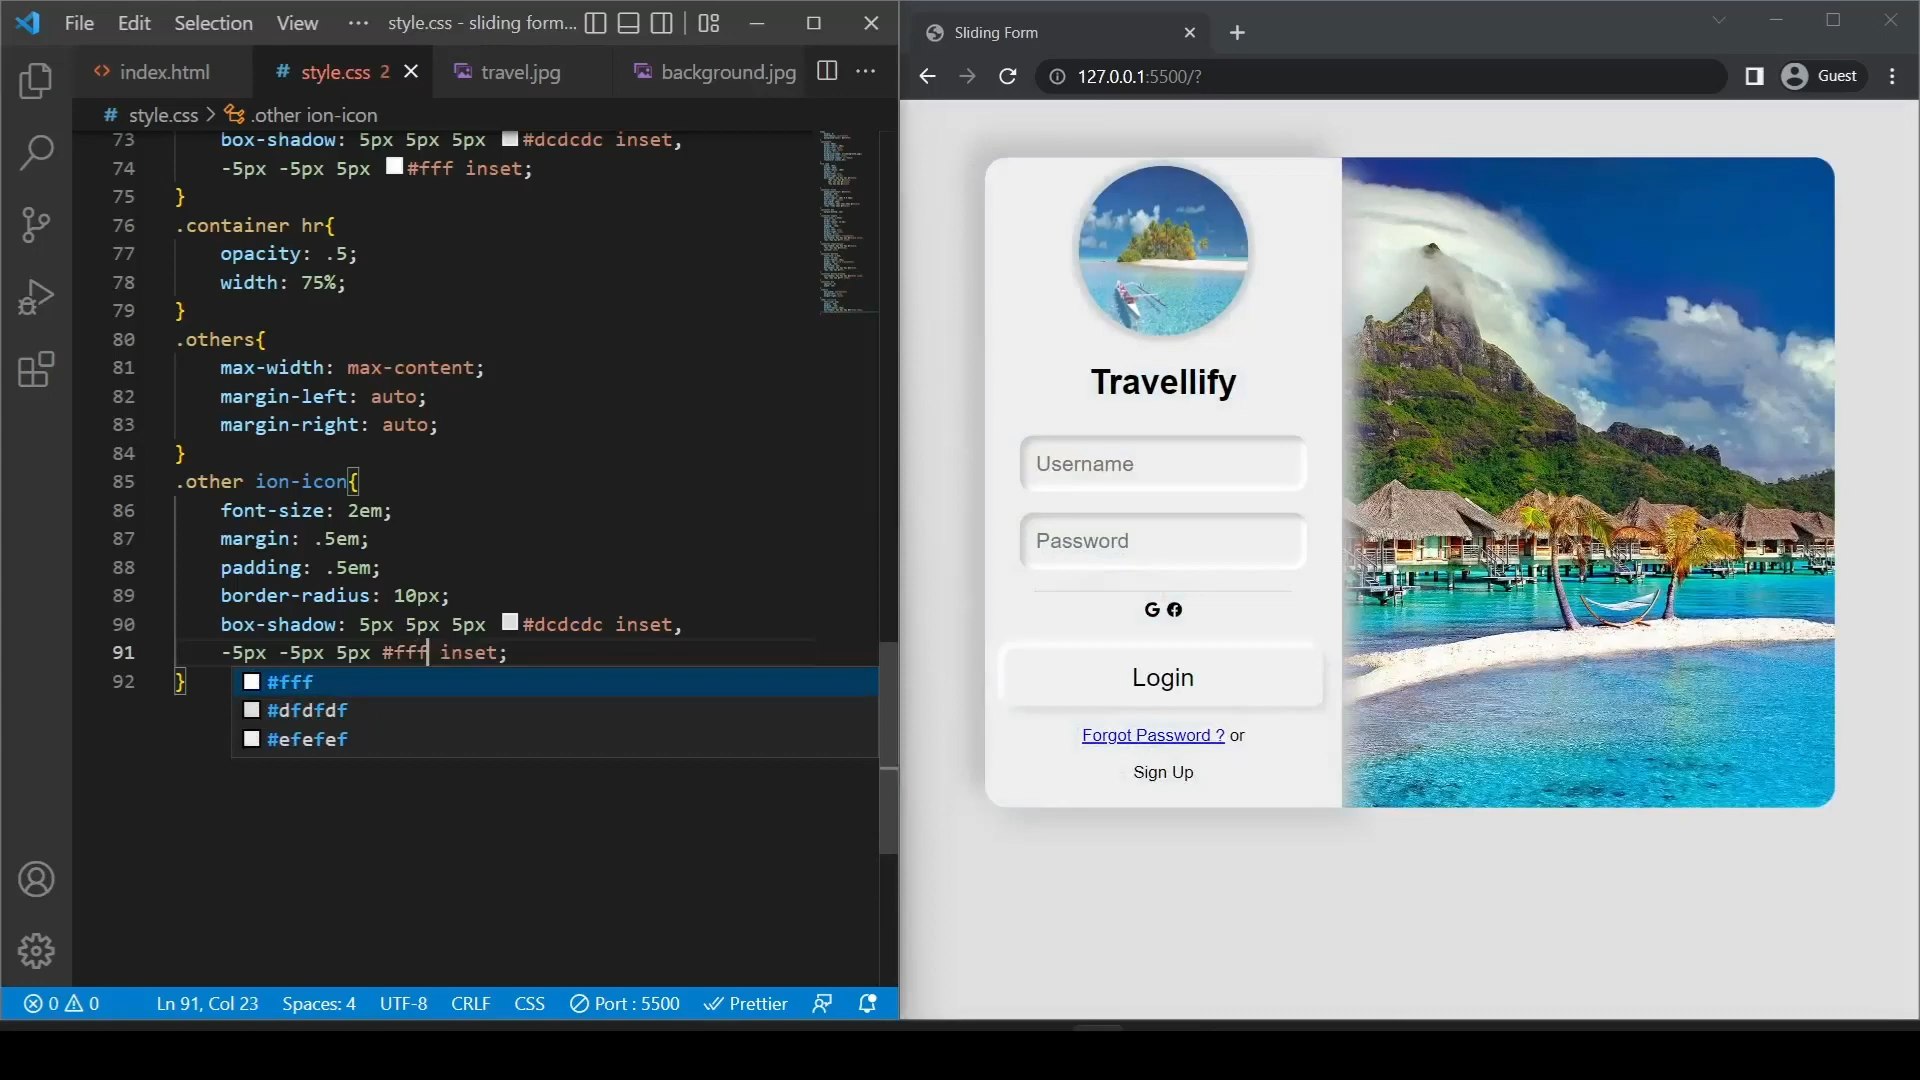 File Edit Selection View ··· style.css - sliding form...
index.html
# style.css 2
travel.jpg
background.jpg
# style.css > .other ion-icon
73 box-shadow: 5px 5px 5px #dcdcdc inset,
74 -5px -5px 5px #fff inset;
75 }
76 .container hr{
77 opacity: .5;
78 width: 75%;
79 }
80 .others{
81 max-width: max-content;
82 margin-left: auto;
83 margin-right: auto;
84 }
85 .other ion-icon{
86 font-size: 2em;
87 margin: .5em;
88 padding: .5em;
89 border-radius: 10px;
90 box-shadow: 5px 5px 5px #dcdcdc inset,
91 -5px -5px 5px #fff inset;
92 }
#fff
#dfdfdf
#efefef
0 0 Ln 91, Col 23 Spaces: 4 UTF-8 CRLF CSS Port : 5500 Prettier
Sliding Form
127.0.0.1:5500/?
Guest
Travellify
Username
Password
Login
Forgot Password ? or
Sign Up